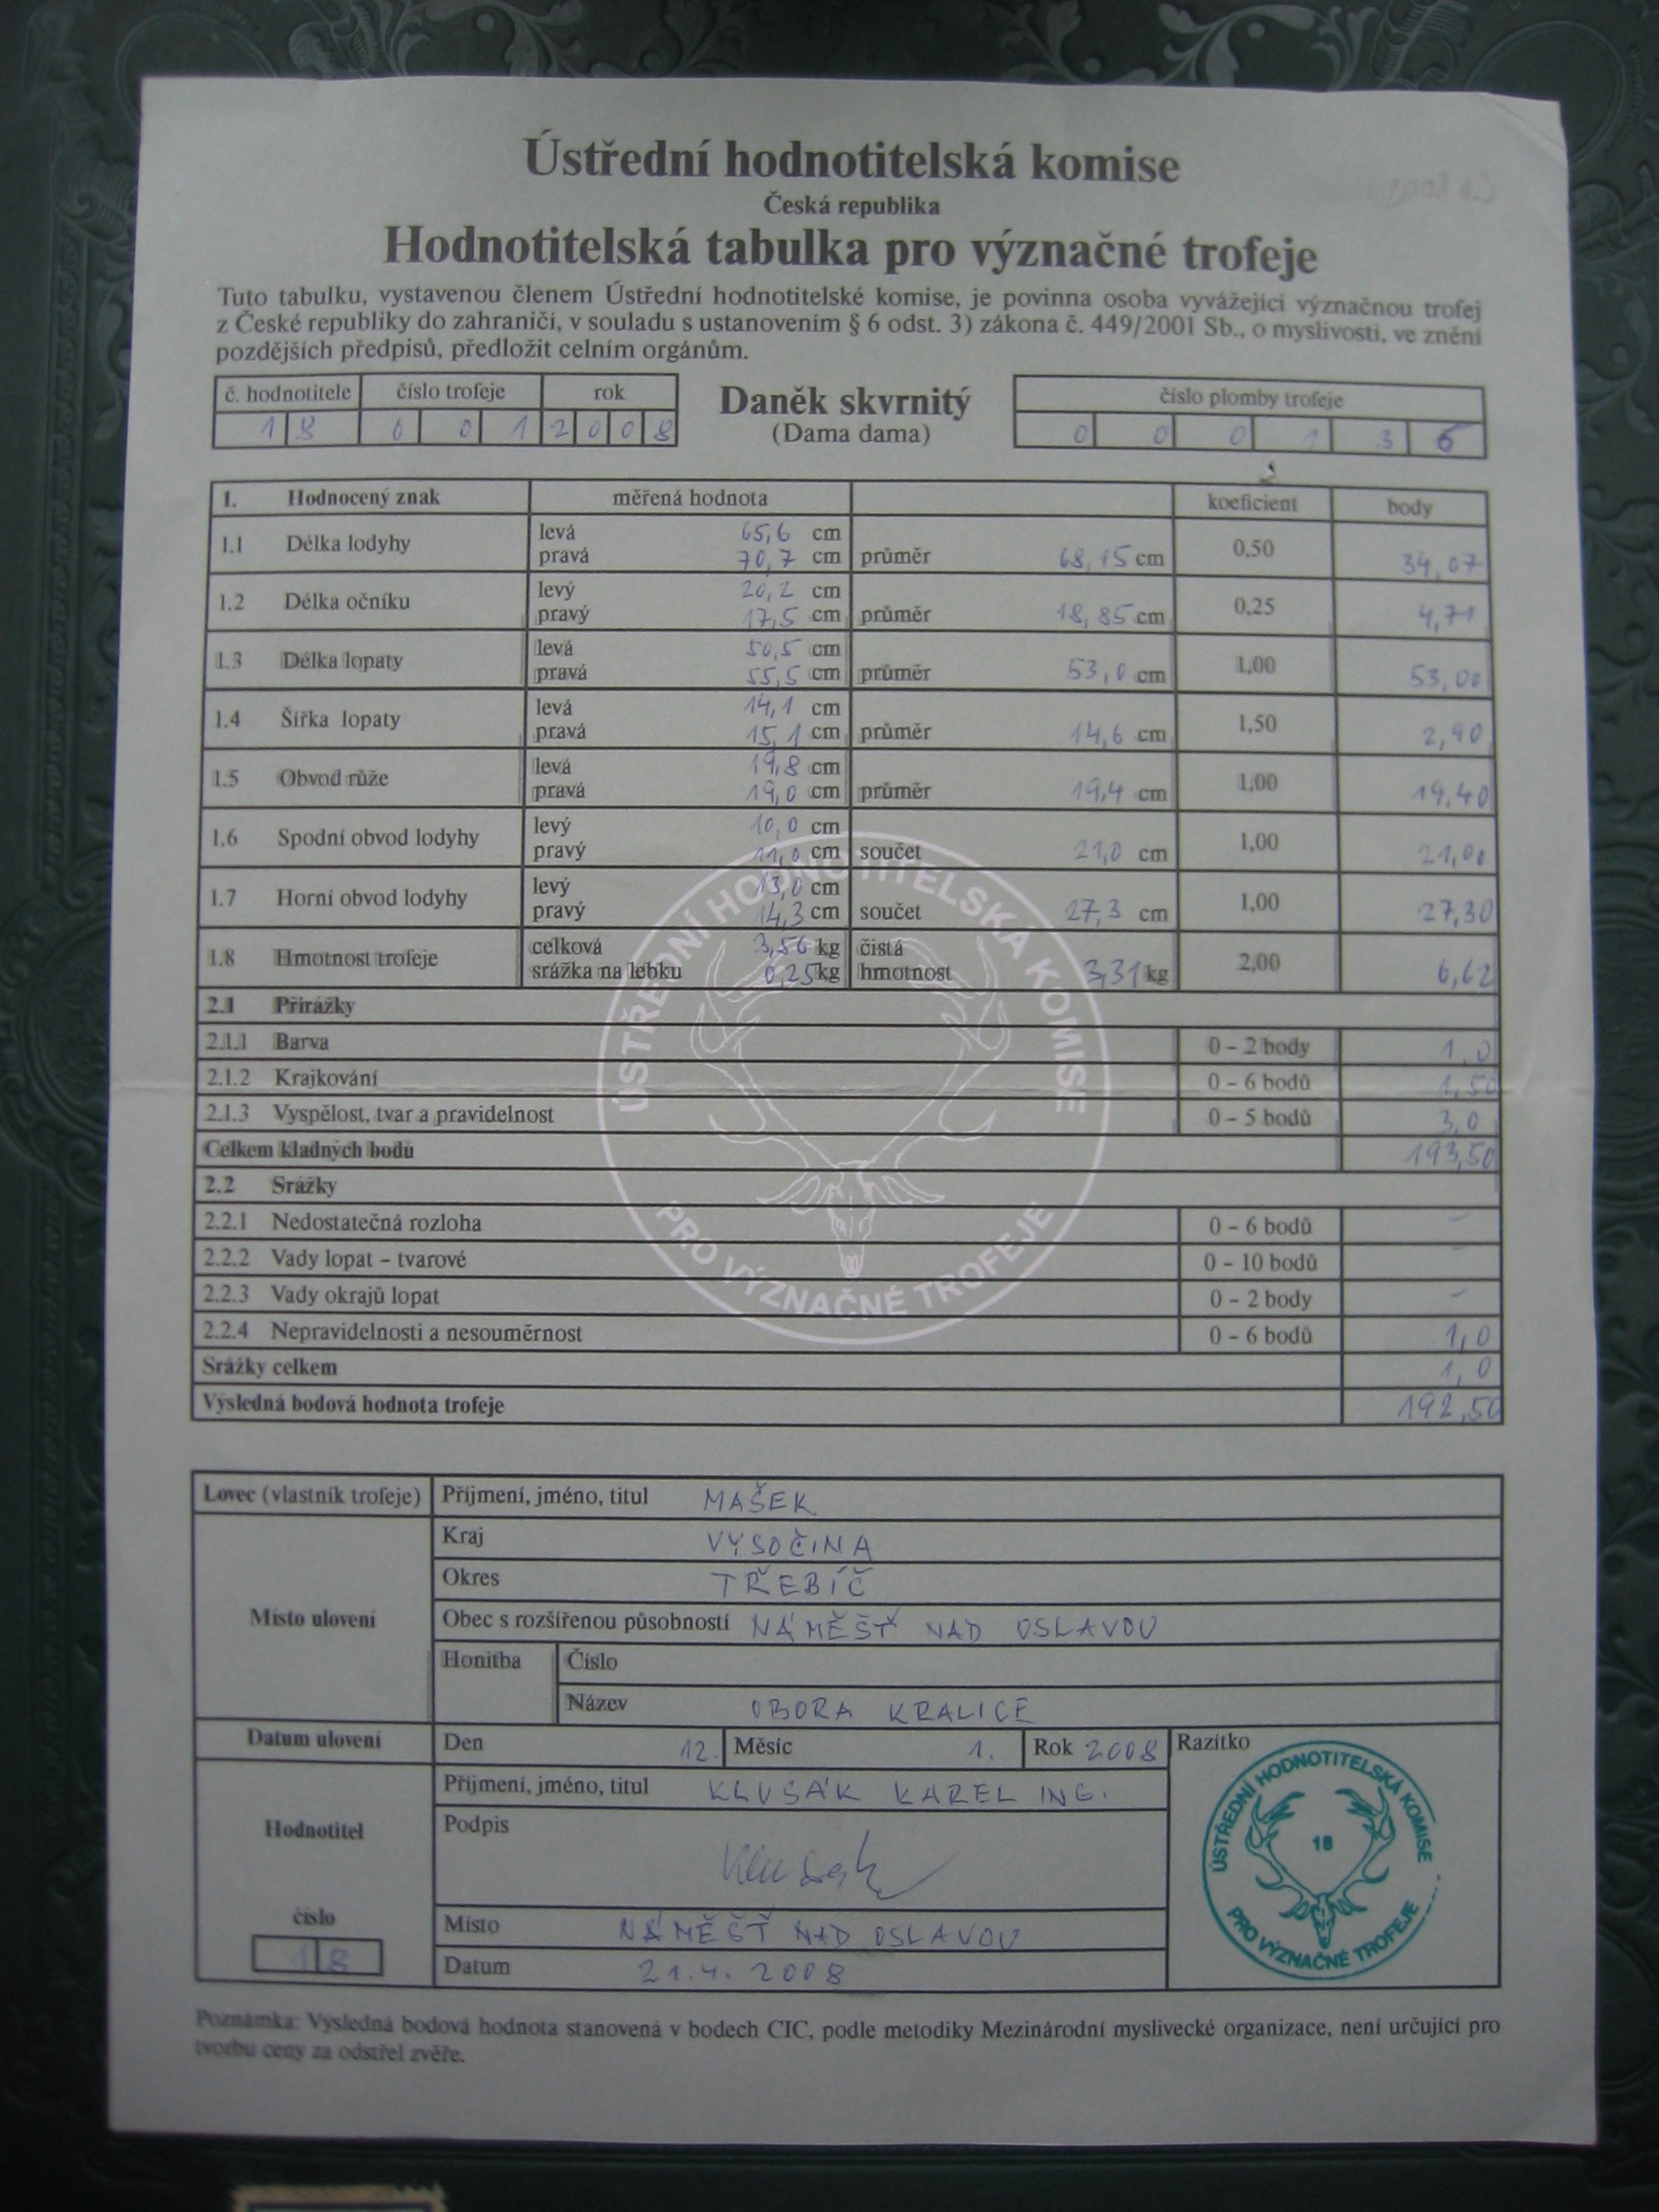 Ústřední hodnotitelská komise
Česká republika
Hodnotitelská tabulka pro význačné trofeje
Tuto tabulku, vystavenou členem Ústřední hodnotitelské komise, je povinna osoba vyvážející význačnou trofej
z České republiky do zahraničí, v souladu s ustanovením § 6 odst. 3) zákona č. 449/2001 Sb., o myslivosti, ve znění
pozdějších předpisů, předložit celním orgánům.
č. hodnotitele číslo trofeje rok
18 001 2008
Daněk skvrnitý
(Dama dama)
číslo plomby trofeje
0 0 0 1 3 6
1. Hodnocený znak měřená hodnota koeficient body
1.1 Délka lodyhy levá 65,6 cm
pravá 70,7 cm průměr 68,15 cm 0,50 34,07
1.2 Délka očníku levý 20,2 cm
pravý 17,5 cm průměr 18,85 cm 0,25 4,71
1.3 Délka lopaty levá 50,5 cm
pravá 55,5 cm průměr 53,0 cm 1,00 53,00
1.4 Šířka lopaty levá 14,1 cm
pravá 15,1 cm průměr 14,6 cm 1,50 2,90
1.5 Obvod růže levá 19,8 cm
pravá 19,0 cm průměr 19,4 cm 1,00 19,40
1.6 Spodní obvod lodyhy levý 10,0 cm
pravý 11,0 cm součet 21,0 cm 1,00 21,00
1.7 Horní obvod lodyhy levý 13,0 cm
pravý 14,3 cm součet 27,3 cm 1,00 27,30
1.8 Hmotnost trofeje celková 3,56 kg čistá
srážka na lebku 0,25 kg hmotnost 3,31 kg 2,00 6,62
2.1 Přirážky
2.1.1 Barva 0 – 2 body 1,0
2.1.2 Krajkování 0 – 6 bodů 1,50
2.1.3 Vyspělost, tvar a pravidelnost 0 – 5 bodů 3,0
Celkem kladných bodů 193,50
2.2 Srážky
2.2.1 Nedostatečná rozloha 0 – 6 bodů –
2.2.2 Vady lopat – tvarové 0 – 10 bodů –
2.2.3 Vady okrajů lopat 0 – 2 body –
2.2.4 Nepravidelnosti a nesouměrnost 0 – 6 bodů 1,0
Srážky celkem 1,0
Výsledná bodová hodnota trofeje 192,50
ÚSTŘEDNÍ HODNOTITELSKÁ KOMISE
PRO VÝZNAČNÉ TROFEJE
Lovec (vlastník trofeje) Příjmení, jméno, titul MAŠEK
Místo ulovení Kraj VYSOČINA
Okres TŘEBÍČ
Obec s rozšířenou působností NÁMĚŠŤ NAD OSLAVOU
Honitba Číslo
Název OBORA KRALICE
Datum ulovení Den 12. Měsíc 1. Rok 2008 Razítko
Hodnotitel Příjmení, jméno, titul KLUSÁK KAREL ING.
Podpis Klusák
číslo Místo NÁMĚŠŤ NAD OSLAVOU
18 Datum 21.4.2008
ÚSTŘEDNÍ HODNOTITELSKÁ KOMISE
18
PRO VÝZNAČNÉ TROFEJE
Poznámka: Výsledná bodová hodnota stanovená v bodech CIC, podle metodiky Mezinárodní myslivecké organizace, není určující pro
tvorbu ceny za odstřel zvěře.